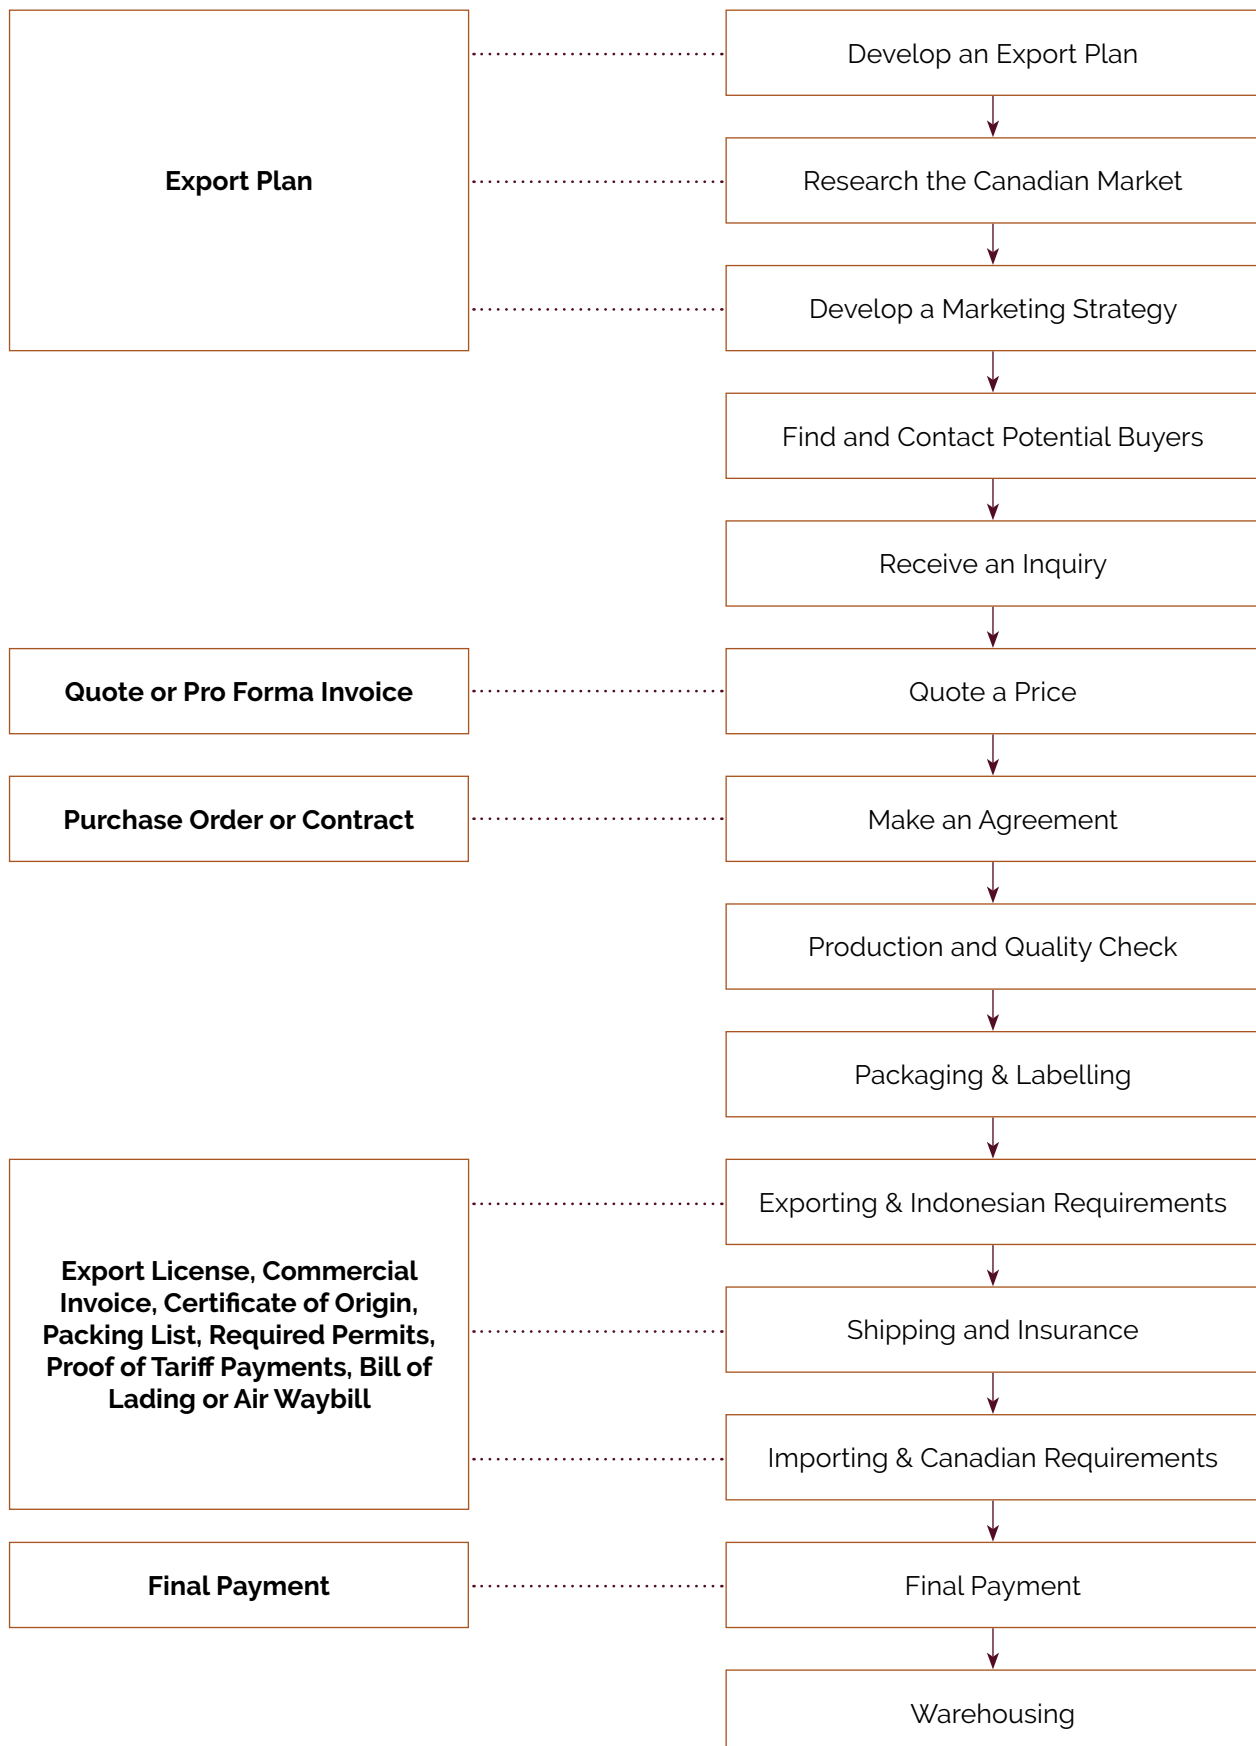 Develop an Export Plan
Export Plan
Research the Canadian Market
Develop a Marketing Strategy
Find and Contact Potential Buyers
Receive an Inquiry
Quote or Pro Forma Invoice
Quote a Price
Purchase Order or Contract
Make an Agreement
Production and Quality Check
Packaging & Labelling
Exporting & Indonesian Requirements
Export License, Commercial
Invoice, Certificate of Origin,
Packing List, Required Permits,
Proof of Tariff Payments, Bill of
Lading or Air Waybill
Shipping and Insurance
Importing & Canadian Requirements
Final Payment
Final Payment
Warehousing